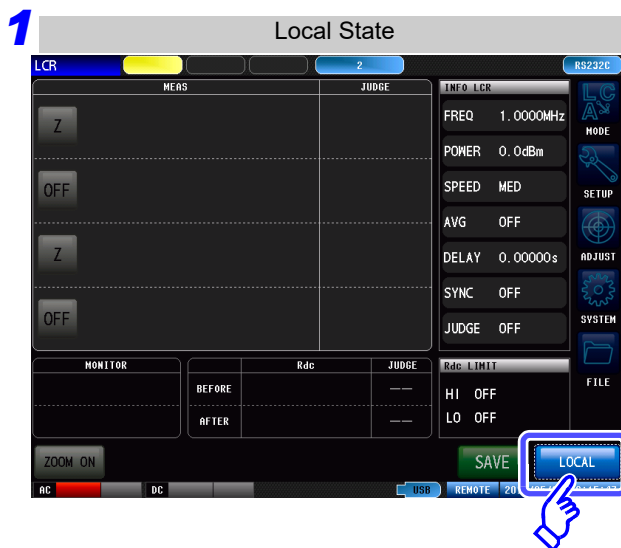 1
Local State
LCR
2
RS232C
MEAS JUDGE
Z
OFF
Z
OFF
INFO LCR
FREQ 1.0000MHz
POWER 0.0dBm
SPEED MED
AVG OFF
DELAY 0.00000s
SYNC OFF
JUDGE OFF
LCA
MODE
SETUP
ADJUST
SYSTEM
FILE
MONITOR
Rdc JUDGE
BEFORE ––
AFTER ––
Rdc LIMIT
HI OFF
LO OFF
ZOOM ON
SAVE
LOCAL
AC DC USB REMOTE